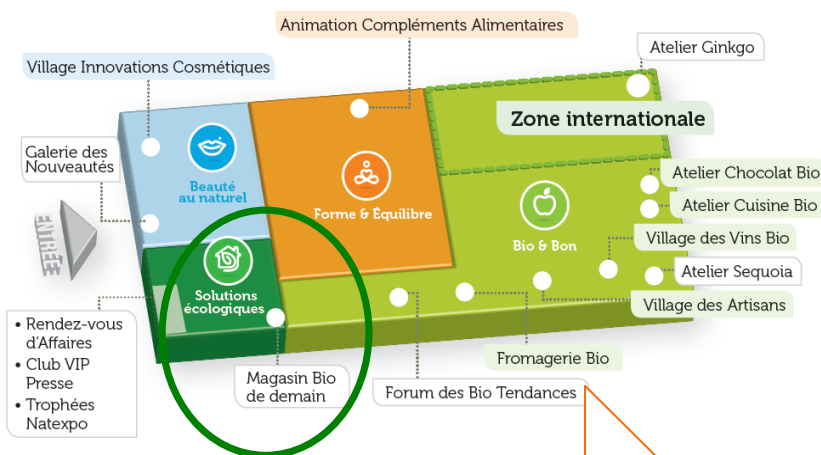 Animation Compléments Alimentaires
Atelier Ginkgo
Village Innovations Cosmétiques
Zone internationale
Galerie des
Nouveautés
Beauté
au naturel
Forme & Équilibre
Bio & Bon
Atelier Chocolat Bio
Atelier Cuisine Bio
Village des Vins Bio
Atelier Sequoia
Village des Artisans
ENTRÉE
Solutions
écologiques
• Rendez-vous
d'Affaires
• Club VIP
Presse
• Trophées
Natexpo
Magasin Bio
de demain
Forum des Bio Tendances
Fromagerie Bio